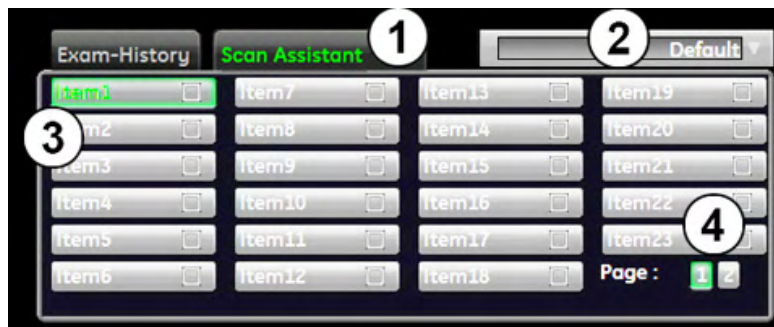 1 2
Exam-History Scan Assistant Default
Item1 Item7 Item13 Item19
3
Item8 Item14 Item20
Item3 Item9 Item15 Item21
Item4 Item10 Item16 Item22
4
Item5 Item11 Item17 Item23
Item6 Item12 Item18 Page : 1 2